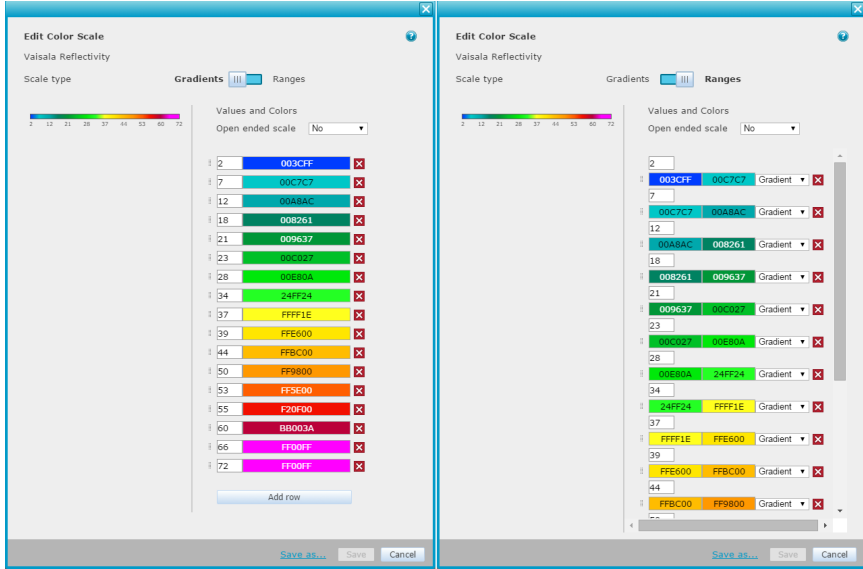 Edit Color Scale
Vaisala Reflectivity
Scale type Gradients Ranges
Values and Colors
Open ended scale No
2 12 21 28 37 44 53 60 72
2 003CFF
7 00C7C7
12 00A8AC
18 008261
21 009637
23 00C027
28 00E80A
34 24FF24
37 FFFF1E
39 FFE600
44 FFBC00
50 FF9800
53 FF5E00
55 F20F00
60 BB003A
66 FF00FF
72 FF00FF
Add row
Save as... Save Cancel
Edit Color Scale
Vaisala Reflectivity
Scale type Gradients Ranges
Values and Colors
Open ended scale No
2 12 21 28 37 44 53 60 72
2
003CFF 00C7C7 Gradient
7
00C7C7 00A8AC Gradient
12
00A8AC 008261 Gradient
18
008261 009637 Gradient
21
009637 00C027 Gradient
23
00C027 00E80A Gradient
28
00E80A 24FF24 Gradient
34
24FF24 FFFF1E Gradient
37
FFFF1E FFE600 Gradient
39
FFE600 FFBC00 Gradient
44
FFBC00 FF9800 Gradient
Save as... Save Cancel